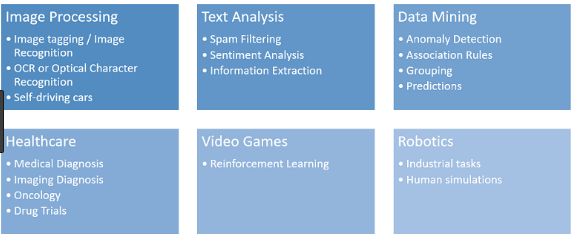 Image Processing
• Image tagging / Image
Recognition
• OCR or Optical Character
Recognition
• Self-driving cars
Text Analysis
• Spam Filtering
• Sentiment Analysis
• Information Extraction
Data Mining
• Anomaly Detection
• Association Rules
• Grouping
• Predictions
Healthcare
• Medical Diagnosis
• Imaging Diagnosis
• Oncology
• Drug Trials
Video Games
• Reinforcement Learning
Robotics
• Industrial tasks
• Human simulations